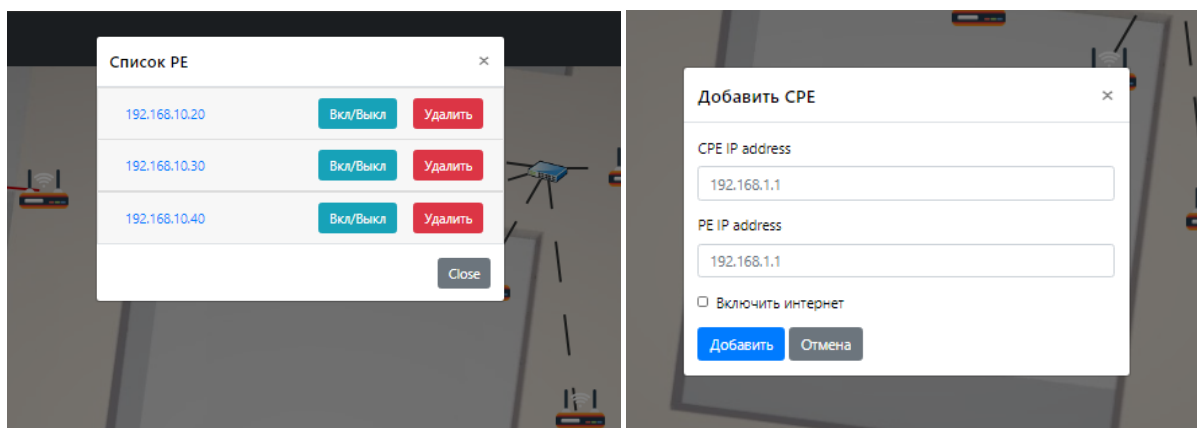 Список PE ×
192.168.10.20 Вкл/Выкл Удалить
192.168.10.30 Вкл/Выкл Удалить
192.168.10.40 Вкл/Выкл Удалить
Close
Добавить CPE ×
CPE IP address
192.168.1.1
PE IP address
192.168.1.1
Включить интернет
Добавить Отмена